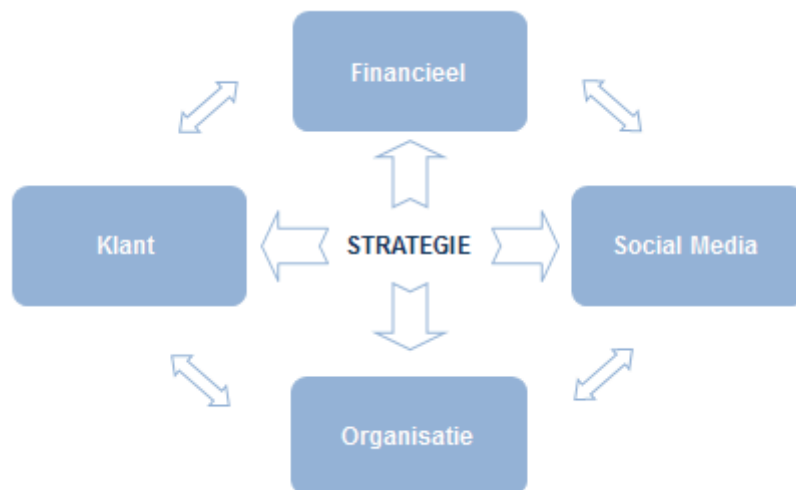 Financieel
Klant
STRATEGIE
Social Media
Organisatie